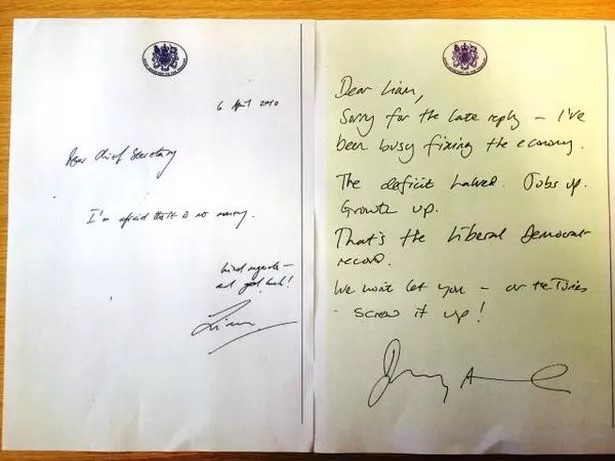 6 April 2010
Dear Chief Secretary
I'm afraid there is no money.
Kind regards –
and good luck!
Liam
Dear Liam,
Sorry for the late reply – I've
been busy fixing the economy.
The deficit halved. Jobs up.
Growth up.
That's the Liberal Democrat
record.
We won't let you – or the Tories
– screw it up!
Danny A